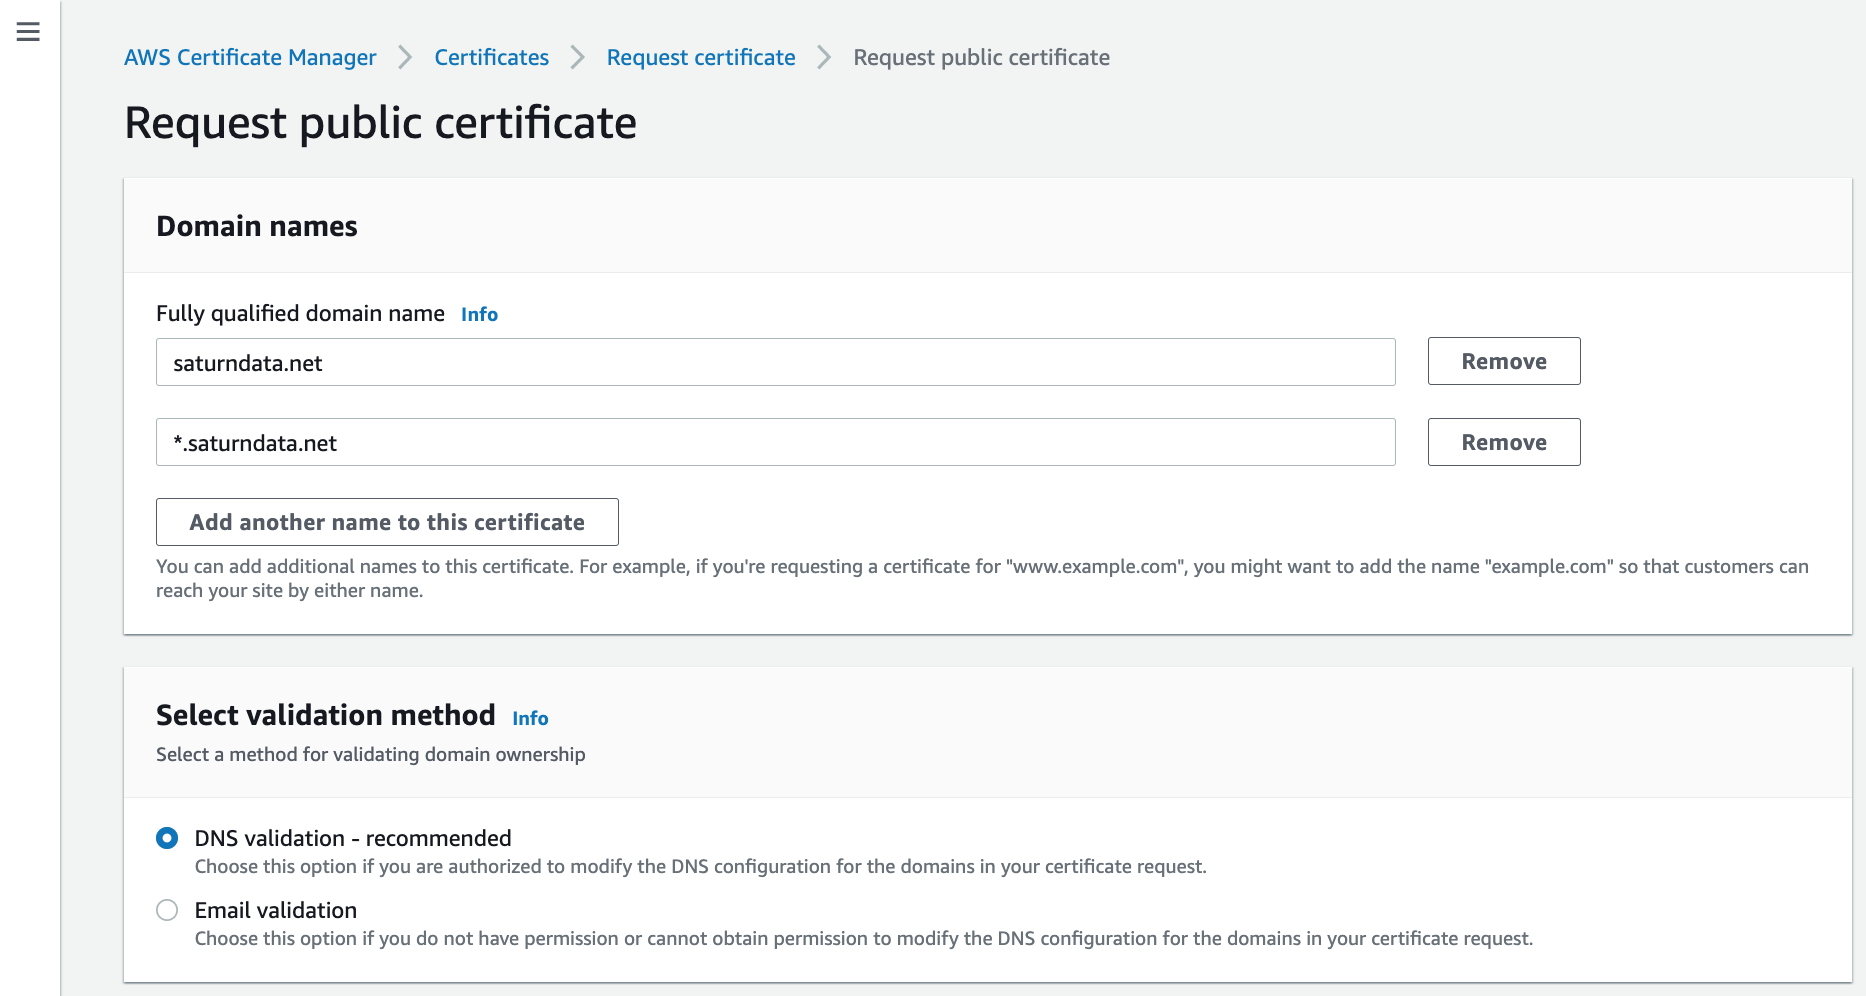 AWS Certificate Manager > Certificates > Request certificate > Request public certificate
Request public certificate
Domain names
Fully qualified domain name Info
saturndata.net Remove
*.saturndata.net Remove
Add another name to this certificate
You can add additional names to this certificate. For example, if you're requesting a certificate for "www.example.com", you might want to add the name "example.com" so that customers can
reach your site by either name.
Select validation method Info
Select a method for validating domain ownership
DNS validation - recommended
Choose this option if you are authorized to modify the DNS configuration for the domains in your certificate request.
Email validation
Choose this option if you do not have permission or cannot obtain permission to modify the DNS configuration for the domains in your certificate request.